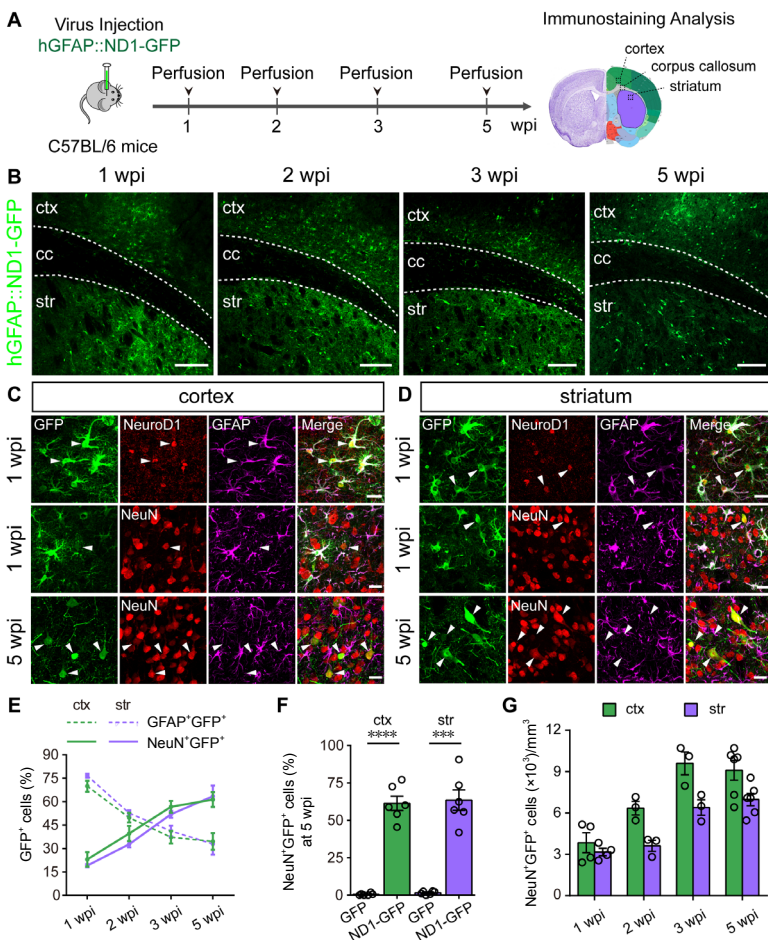 A
Virus Injection
hGFAP::ND1-GFP
C57BL/6 mice
Perfusion Perfusion Perfusion Perfusion
1 2 3 5 wpi
Immunostaining Analysis
cortex
corpus callosum
striatum
B
1 wpi 2 wpi 3 wpi 5 wpi
hGFAP::ND1-GFP
ctx ctx ctx ctx
cc cc cc cc
str str str str
C
cortex
GFP NeuroD1 GFAP Merge
1 wpi
NeuN
1 wpi
NeuN
5 wpi
D
striatum
GFP NeuroD1 GFAP Merge
1 wpi
NeuN
1 wpi
NeuN
5 wpi
E
ctx str
GFAP⁺GFP⁺
NeuN⁺GFP⁺
GFP⁺ cells (%)
90
75
60
45
30
15
0
1 wpi 2 wpi 3 wpi 5 wpi
F
ctx str
**** ***
NeuN⁺GFP⁺ cells (%)
at 5 wpi
100
75
50
25
0
GFP ND1-GFP GFP ND1-GFP
G
ctx str
NeuN⁺GFP⁺ cells (×10³)/mm³
12
9
6
3
0
1 wpi 2 wpi 3 wpi 5 wpi